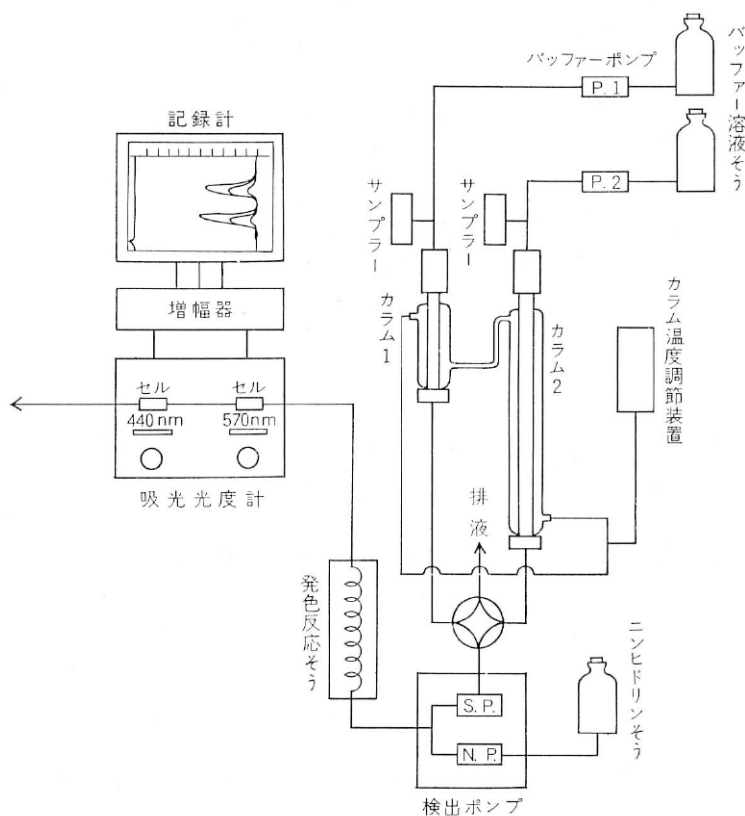 バッファーポンプ
P.1
P.2
バッファー溶液そう
記録計
サンプラー
サンプラー
増幅器
カラム1
カラム2
カラム温度調節装置
セル
セル
440nm
570nm
吸光光度計
排液
発色反応そう
S.P.
N.P.
ニンヒドリンそう
検出ポンプ